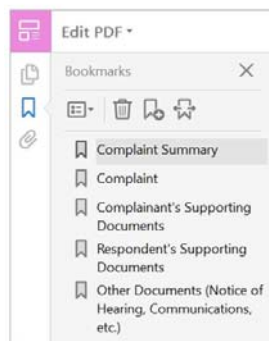 Edit PDF
Bookmarks
Complaint Summary
Complaint
Complainant's Supporting
Documents
Respondent's Supporting
Documents
Other Documents (Notice of
Hearing, Communications,
etc.)